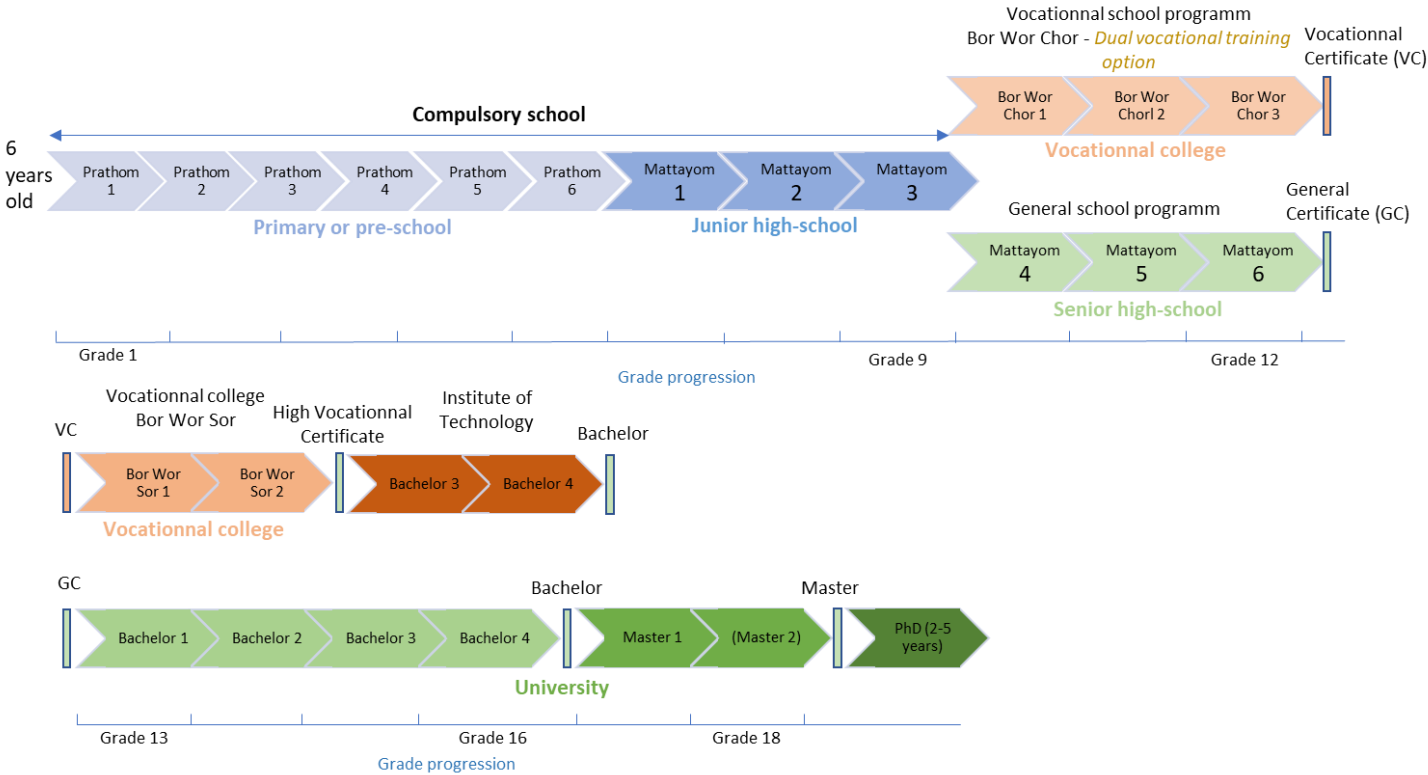 Vocationnal school programm
Bor Wor Chor - Dual vocational training
option
Vocationnal
Certificate (VC)
Bor Wor
Chor 1
Bor Wor
Chorl 2
Bor Wor
Chor 3
Vocationnal college
Compulsory school
6
years
old
Prathom
1
Prathom
2
Prathom
3
Prathom
4
Prathom
5
Prathom
6
Mattayom
1
Mattayom
2
Mattayom
3
Primary or pre-school
Junior high-school
General school programm
General
Certificate (GC)
Mattayom
4
Mattayom
5
Mattayom
6
Senior high-school
Grade 1
Grade 9
Grade 12
Grade progression
VC
Vocationnal college
Bor Wor Sor
High Vocationnal
Certificate
Institute of
Technology
Bachelor
Bor Wor
Sor 1
Bor Wor
Sor 2
Bachelor 3
Bachelor 4
Vocationnal college
GC
Bachelor
Master
Bachelor 1
Bachelor 2
Bachelor 3
Bachelor 4
Master 1
(Master 2)
PhD (2-5
years)
University
Grade 13
Grade 16
Grade 18
Grade progression